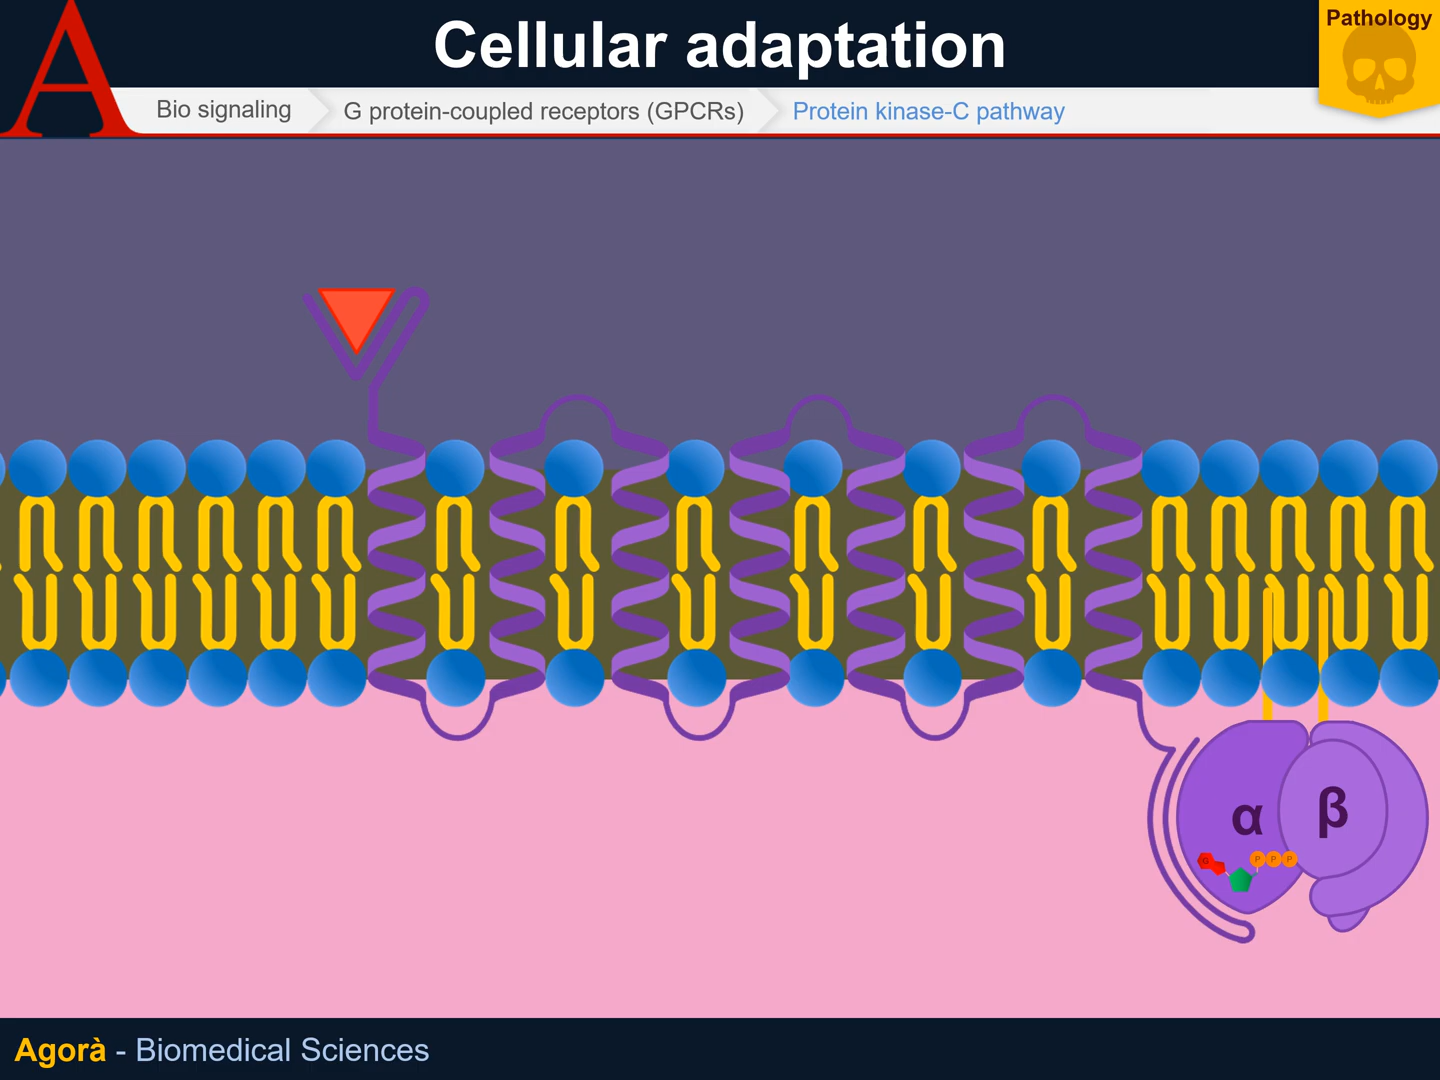 A
Cellular adaptation
Pathology
Bio signaling
G protein-coupled receptors (GPCRs)
Protein kinase-C pathway
α
β
G
P P P
Agorà - Biomedical Sciences